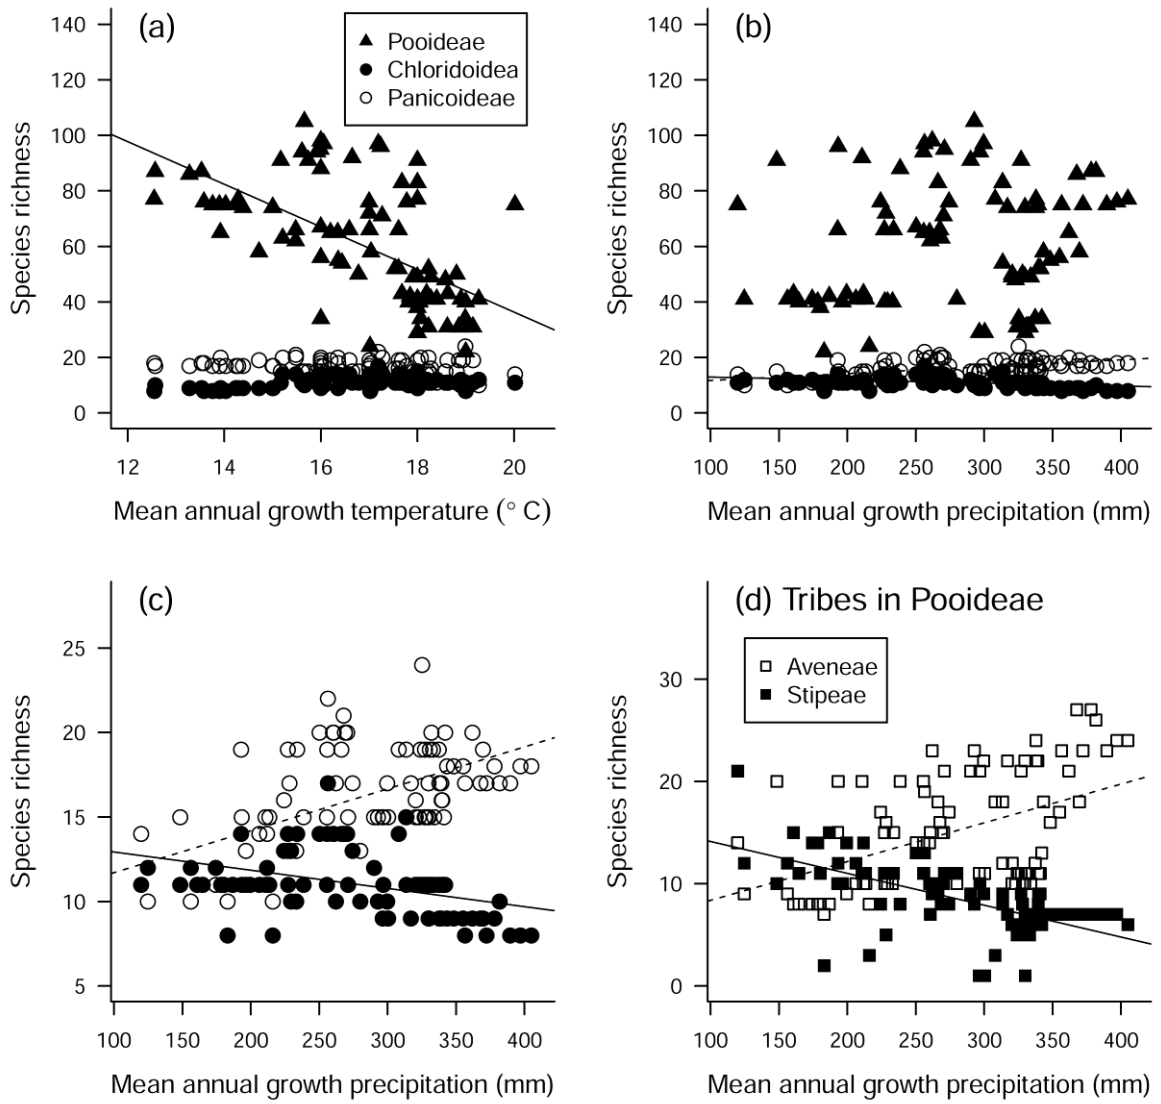 (a)
Pooideae
Chloridoidea
Panicoideae
140
120
100
80
60
40
20
0
Species richness
12 14 16 18 20
Mean annual growth temperature (° C)
(b)
140
120
100
80
60
40
20
0
Species richness
100 150 200 250 300 350 400
Mean annual growth precipitation (mm)
(c)
25
20
15
10
5
Species richness
100 150 200 250 300 350 400
Mean annual growth precipitation (mm)
(d) Tribes in Pooideae
Aveneae
Stipeae
30
20
10
0
Species richness
100 150 200 250 300 350 400
Mean annual growth precipitation (mm)